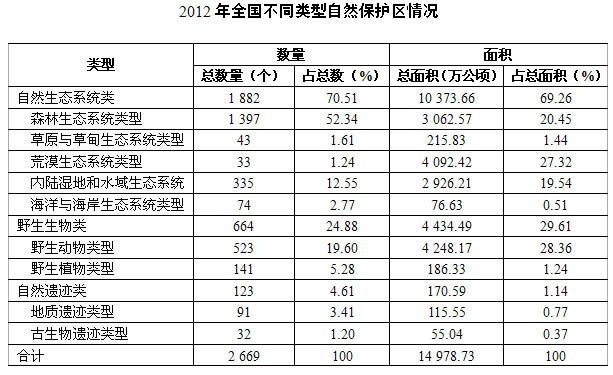 2012 年全国不同类型自然保护区情况
类型 数量 面积
总数量（个） 占总数（%） 总面积（万公顷） 占总面积（%）
自然生态系统类 1 882 70.51 10 373.66 69.26
森林生态系统类型 1 397 52.34 3 062.57 20.45
草原与草甸生态系统类型 43 1.61 215.83 1.44
荒漠生态系统类型 33 1.24 4 092.42 27.32
内陆湿地和水域生态系统 335 12.55 2 926.21 19.54
海洋与海岸生态系统类型 74 2.77 76.63 0.51
野生生物类 664 24.88 4 434.49 29.61
野生动物类型 523 19.60 4 248.17 28.36
野生植物类型 141 5.28 186.33 1.24
自然遗迹类 123 4.61 170.59 1.14
地质遗迹类型 91 3.41 115.55 0.77
古生物遗迹类型 32 1.20 55.04 0.37
合计 2 669 100 14 978.73 100